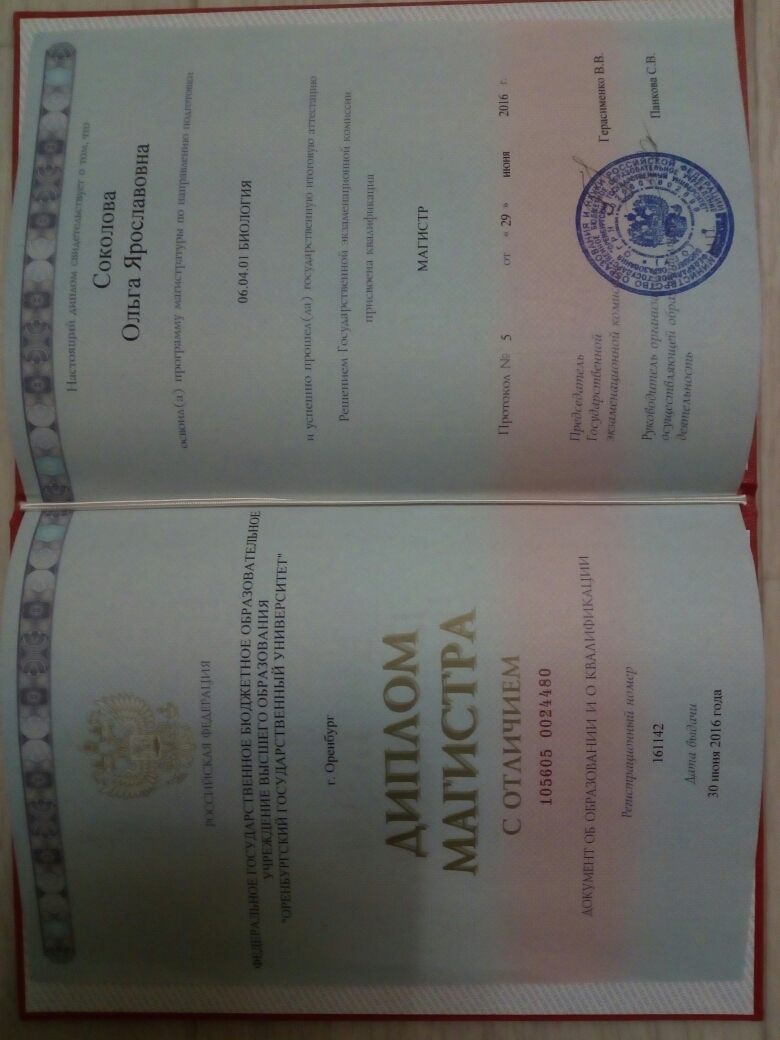 РОССИЙСКАЯ ФЕДЕРАЦИЯ
ФЕДЕРАЛЬНОЕ ГОСУДАРСТВЕННОЕ БЮДЖЕТНОЕ ОБРАЗОВАТЕЛЬНОЕ
УЧРЕЖДЕНИЕ ВЫСШЕГО ОБРАЗОВАНИЯ
"ОРЕНБУРГСКИЙ ГОСУДАРСТВЕННЫЙ УНИВЕРСИТЕТ"
г. Оренбург
ДИПЛОМ
МАГИСТРА
С ОТЛИЧИЕМ
105605 0024480
ДОКУМЕНТ ОБ ОБРАЗОВАНИИ И О КВАЛИФИКАЦИИ
Регистрационный номер
161142
Дата выдачи
30 июня 2016 года
Настоящий диплом свидетельствует о том, что
Соколова
Ольга Ярославовна
освоил(а) программу магистратуры по направлению подготовки
06.04.01 БИОЛОГИЯ
и успешно прошел(ла) государственную итоговую аттестацию
Решением Государственной экзаменационной комиссии
присвоена квалификация
МАГИСТР
Протокол № 5 от « 29 » июня 2016 г.
Председатель
Государственной
экзаменационной
Герасименко В.В.
Руководитель
осуществляющей
деятельность
Панкова С.В.